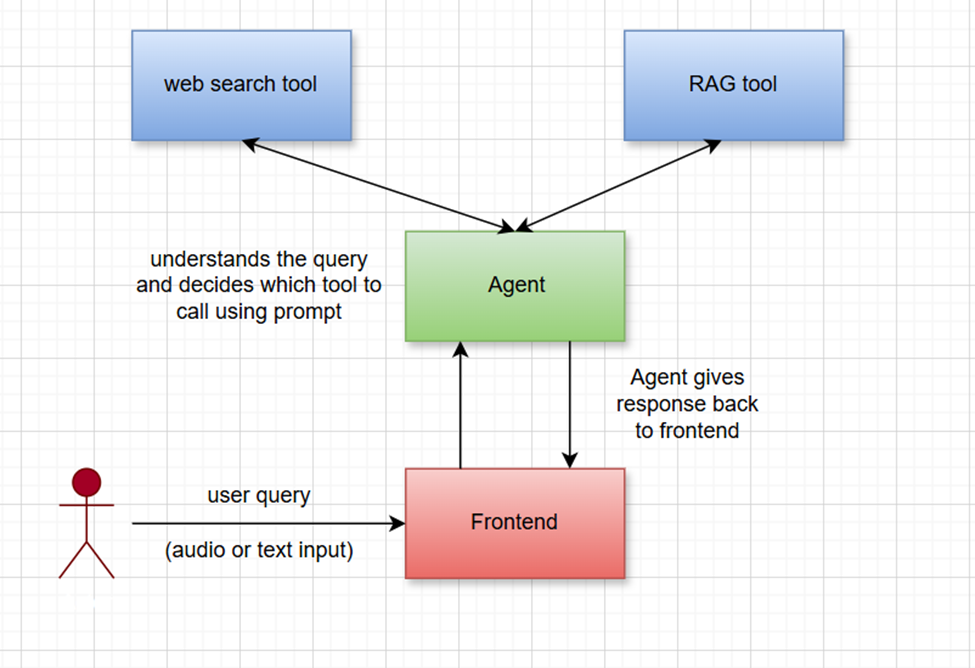 web search tool
RAG tool
understands the query
and decides which tool to
call using prompt
Agent
Agent gives
response back
to frontend
user query
(audio or text input)
Frontend